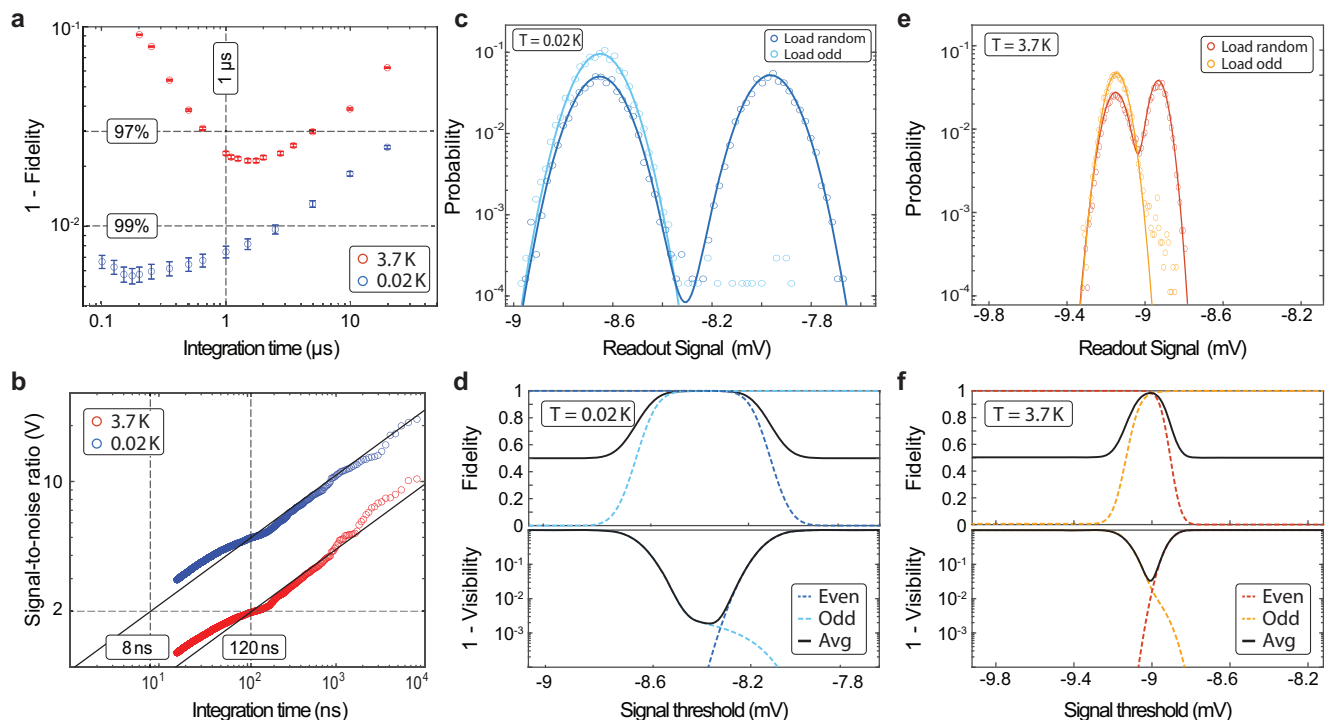 a
1 - Fidelity
10⁻¹
10⁻²
97%
99%
1 µs
3.7 K
0.02 K
0.1
1
10
Integration time (µs)
b
Signal-to-noise ratio (V)
10
2
3.7 K
0.02 K
8 ns
120 ns
10¹
10²
10³
10⁴
Integration time (ns)
c
Probability
10⁻¹
10⁻²
10⁻³
10⁻⁴
T = 0.02 K
Load random
Load odd
-9
-8.6
-8.2
-7.8
Readout Signal (mV)
d
Fidelity
1
0.8
0.6
0.4
0.2
0
T = 0.02 K
1 - Visibility
10⁻¹
10⁻²
10⁻³
Even
Odd
Avg
-9
-8.6
-8.2
-7.8
Signal threshold (mV)
e
Probability
10⁻¹
10⁻²
10⁻³
10⁻⁴
T = 3.7 K
Load random
Load odd
-9.8
-9.4
-9
-8.6
-8.2
Readout Signal (mV)
f
Fidelity
1
0.8
0.6
0.4
0.2
0
T = 3.7 K
1 - Visibility
10⁻¹
10⁻²
10⁻³
Even
Odd
Avg
-9.8
-9.4
-9
-8.6
-8.2
Signal threshold (mV)